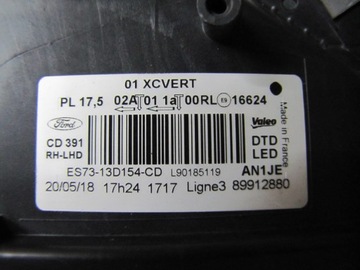 01 XCVERT
PL 17,5 02A 01 1a 00RL E9 16624
Ford
Valeo
Made in France
CD 391
RH-LHD
DTD
LED
ES73-13D154-CD L90185119
AN1JE
20/05/18 17h24 1717 Ligne3 89912880